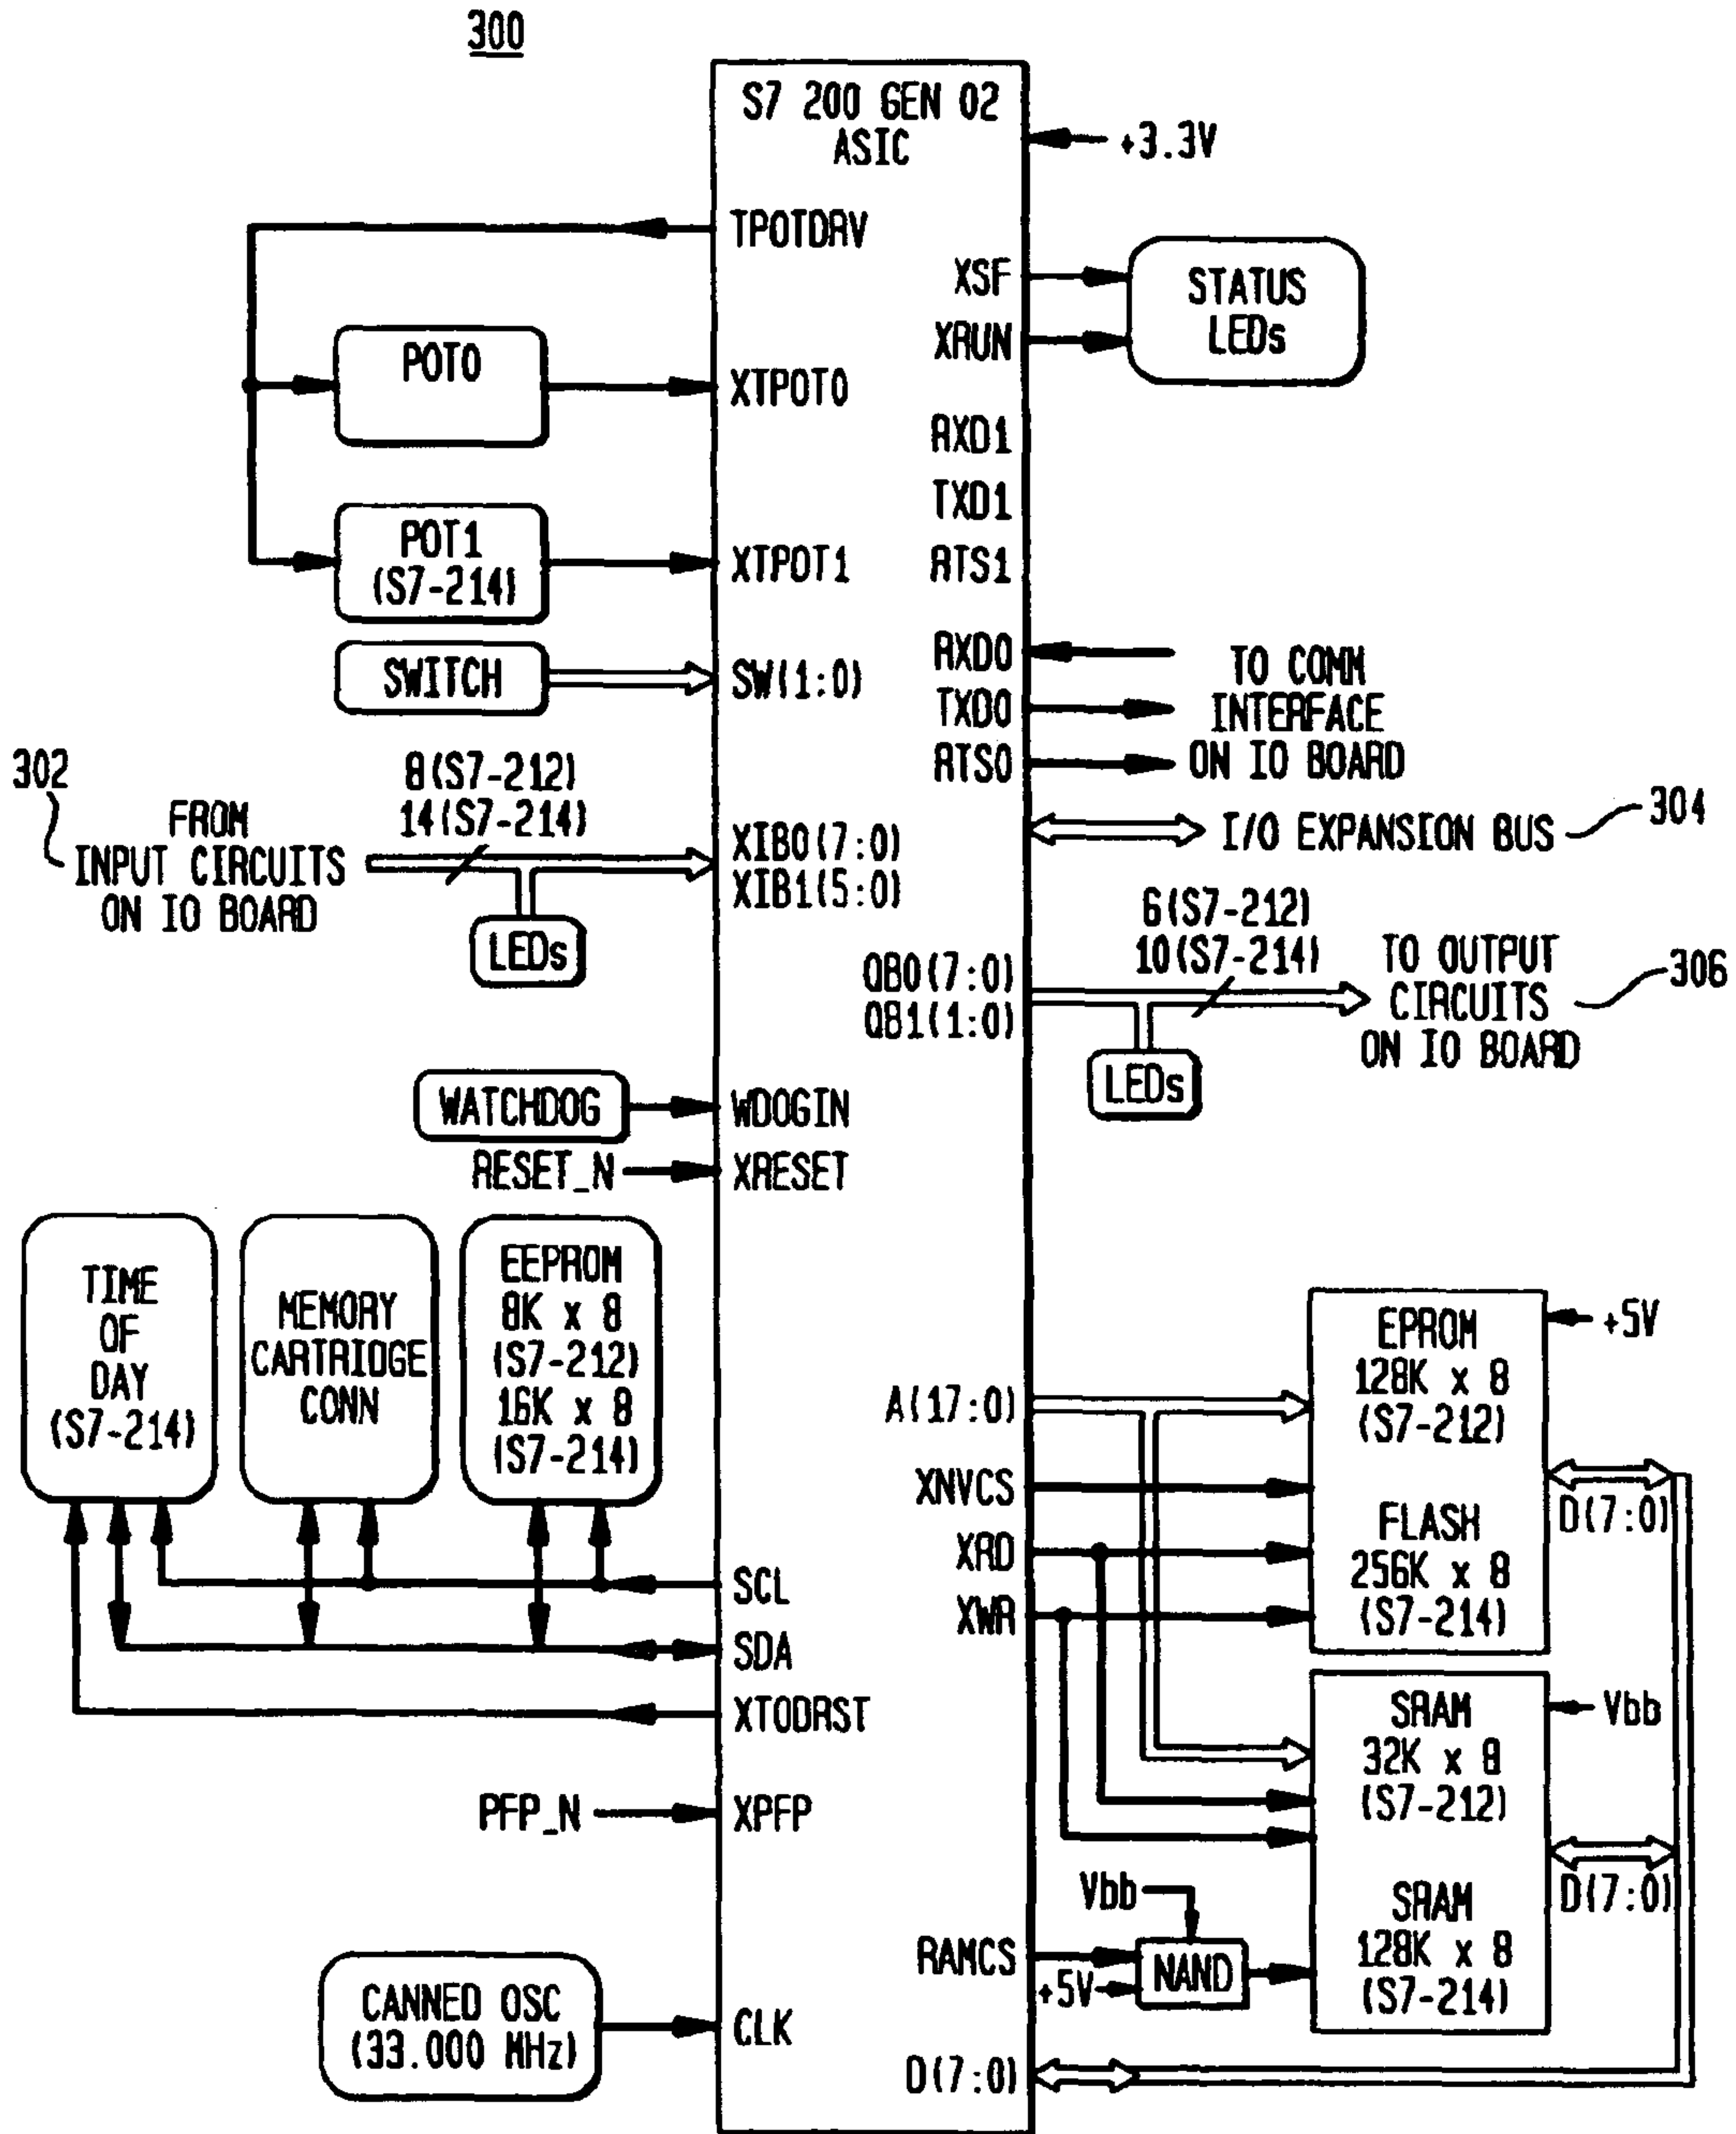 300
S7 200 GEN 02
ASIC
+3.3V
TPOTDRV
XSF
XRUN
STATUS
LEDs
POT0
XTPOT0
RXD1
TXD1
RTS1
POT1
(S7-214)
XTPOT1
SWITCH
SW(1:0)
RXD0
TXD0
RTS0
TO COMM
INTERFACE
ON IO BOARD
302
FROM
INPUT CIRCUITS
ON IO BOARD
8(S7-212)
14(S7-214)
XIB0(7:0)
XIB1(5:0)
LEDs
I/O EXPANSION BUS
304
QB0(7:0)
QB1(1:0)
6(S7-212)
10(S7-214)
TO OUTPUT
CIRCUITS
ON IO BOARD
306
LEDs
WATCHDOG
WDOGIN
RESET_N
XRESET
TIME
OF
DAY
(S7-214)
MEMORY
CARTRIDGE
CONN
EEPROM
8K x 8
(S7-212)
16K x 8
(S7-214)
SCL
SDA
XTODRST
PFP_N
XPFP
CANNED OSC
(33.000 MHz)
CLK
A(17:0)
XNVCS
XRD
XWR
EPROM
128K x 8
(S7-212)
FLASH
256K x 8
(S7-214)
+5V
D(7:0)
SRAM
32K x 8
(S7-212)
SRAM
128K x 8
(S7-214)
Vbb
D(7:0)
Vbb
RAMCS
+5V
NAND
D(7:0)